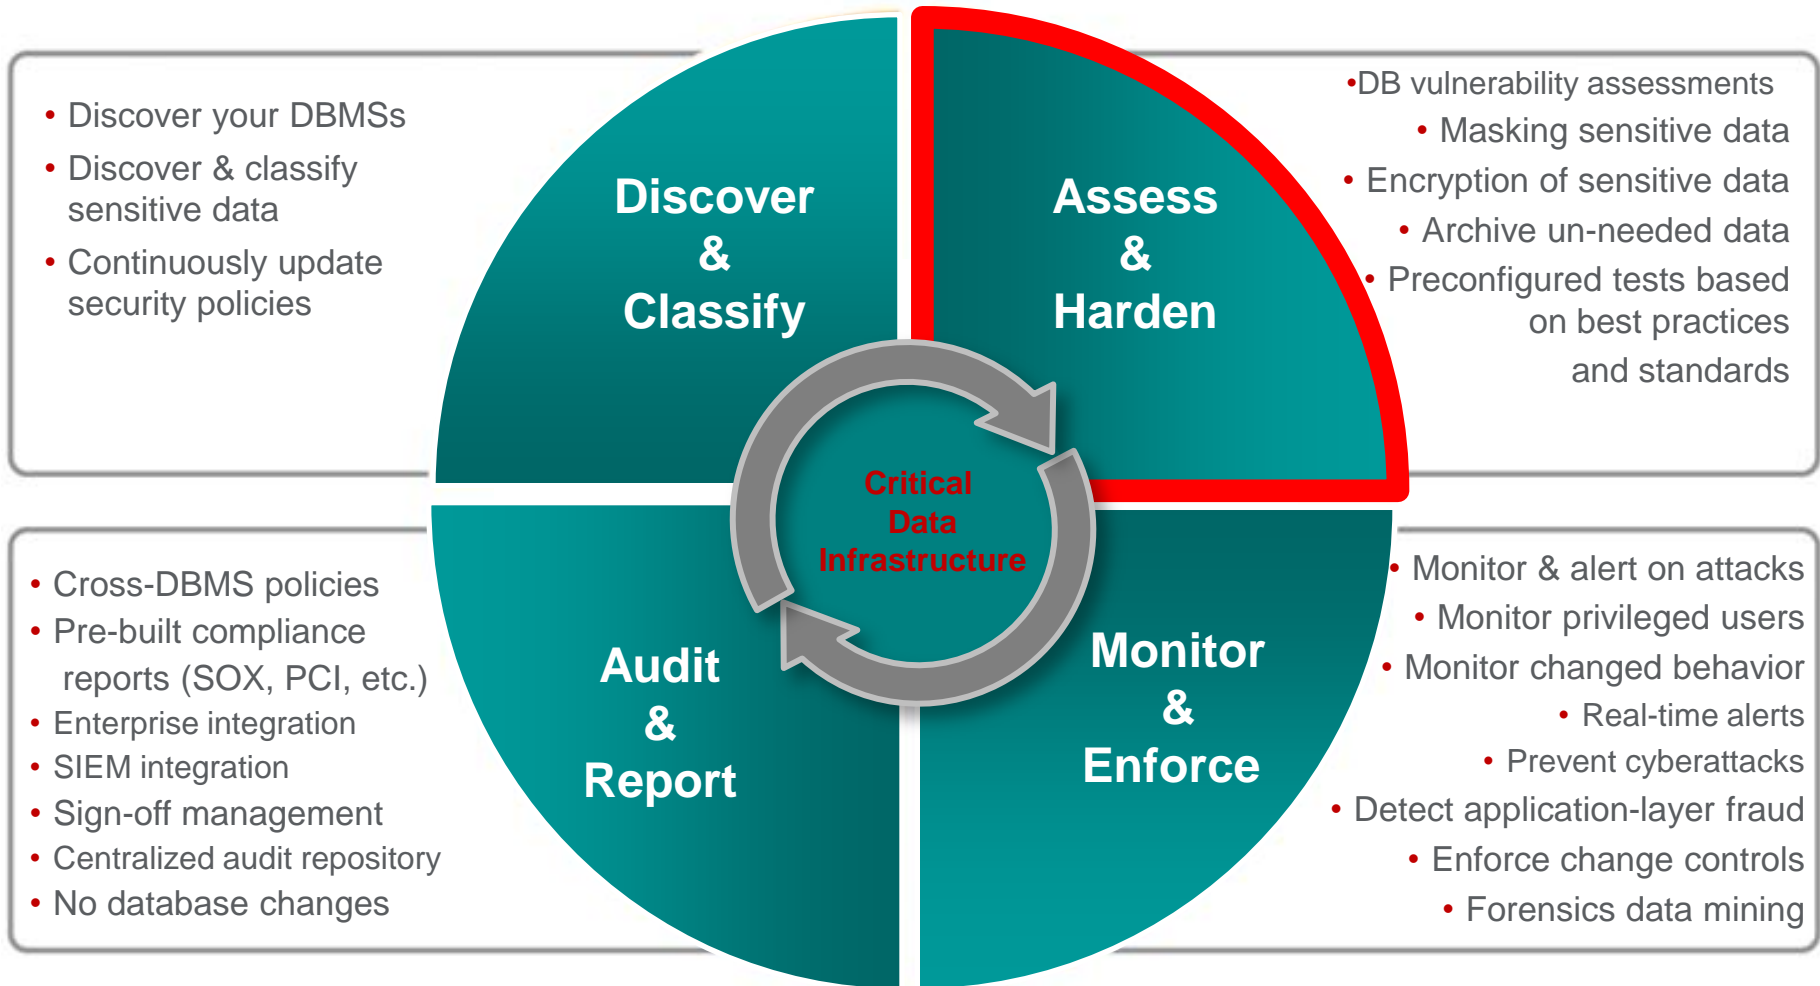 • Discover your DBMSs
• Discover & classify
sensitive data
• Continuously update
security policies
Discover
&
Classify
Assess
&
Harden
•DB vulnerability assessments
• Masking sensitive data
• Encryption of sensitive data
• Archive un-needed data
• Preconfigured tests based
on best practices
and standards
Critical
Data
Infrastructure
• Cross-DBMS policies
• Pre-built compliance
reports (SOX, PCI, etc.)
• Enterprise integration
• SIEM integration
• Sign-off management
• Centralized audit repository
• No database changes
Audit
&
Report
Monitor
&
Enforce
• Monitor & alert on attacks
• Monitor privileged users
• Monitor changed behavior
• Real-time alerts
• Prevent cyberattacks
• Detect application-layer fraud
• Enforce change controls
• Forensics data mining